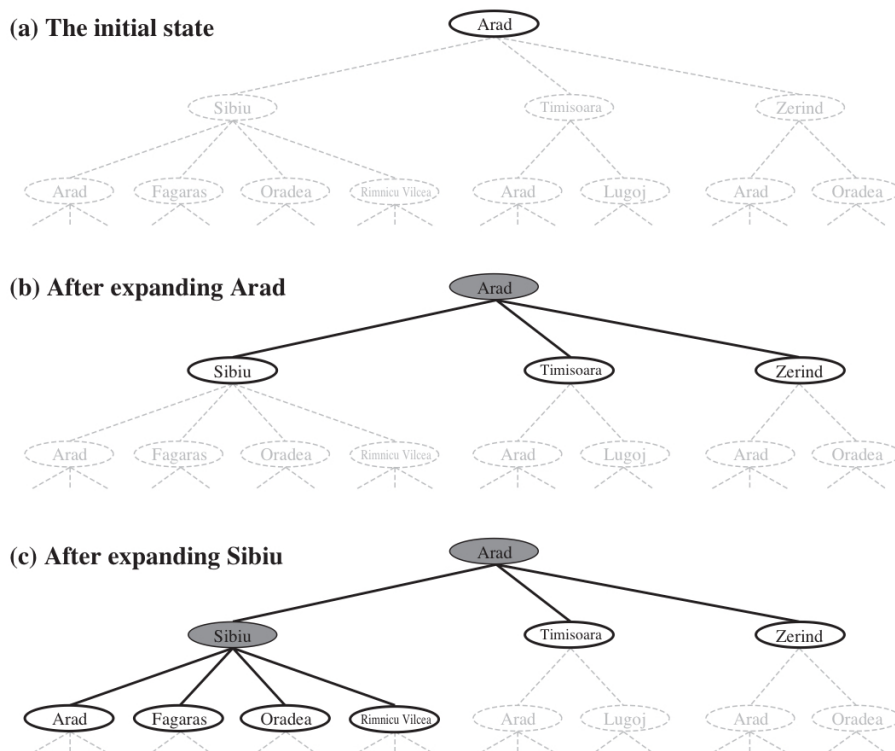 (a) The initial state
Arad
Sibiu Timisoara Zerind
Arad Fagaras Oradea Rimnicu Vilcea Arad Lugoj Arad Oradea
(b) After expanding Arad
Arad
Sibiu Timisoara Zerind
Arad Fagaras Oradea Rimnicu Vilcea Arad Lugoj Arad Oradea
(c) After expanding Sibiu
Arad
Sibiu Timisoara Zerind
Arad Fagaras Oradea Rimnicu Vilcea Arad Lugoj Arad Oradea